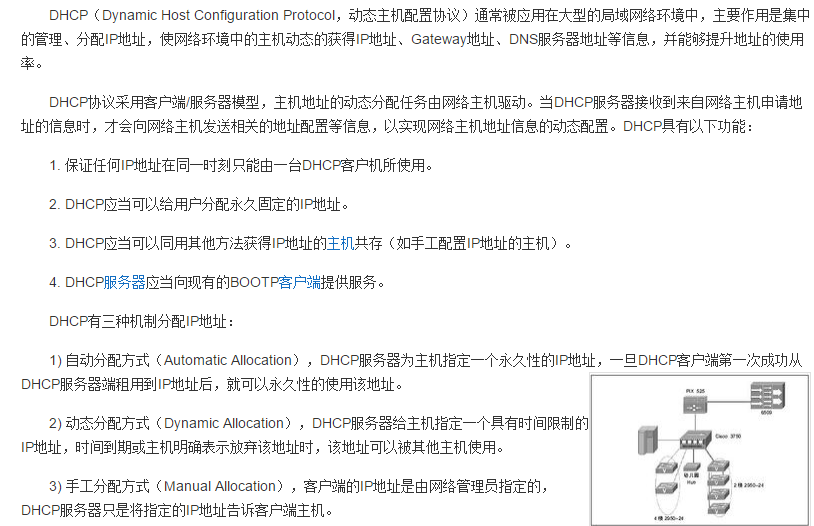 DHCP（Dynamic Host Configuration Protocol，动态主机配置协议）通常被应用在大型的局域网络环境中，主要作用是集中
的管理、分配IP地址，使网络环境中的主机动态的获得IP地址、Gateway地址、DNS服务器地址等信息，并能够提升地址的使用
率。
DHCP协议采用客户端/服务器模型，主机地址的动态分配任务由网络主机驱动。当DHCP服务器接收到来自网络主机申请地
址的信息时，才会向网络主机发送相关的地址配置等信息，以实现网络主机地址信息的动态配置。DHCP具有以下功能：
1. 保证任何IP地址在同一时刻只能由一台DHCP客户机所使用。
2. DHCP应当可以给用户分配永久固定的IP地址。
3. DHCP应当可以同用其他方法获得IP地址的主机共存（如手工配置IP地址的主机）。
4. DHCP服务器应当向现有的BOOTP客户端提供服务。
DHCP有三种机制分配IP地址：
1) 自动分配方式（Automatic Allocation），DHCP服务器为主机指定一个永久性的IP地址，一旦DHCP客户端第一次成功从
DHCP服务器端租用到IP地址后，就可以永久性的使用该地址。
2) 动态分配方式（Dynamic Allocation），DHCP服务器给主机指定一个具有时间限制的
IP地址，时间到期或主机明确表示放弃该地址时，该地址可以被其他主机使用。
3) 手工分配方式（Manual Allocation），客户端的IP地址是由网络管理员指定的，
DHCP服务器只是将指定的IP地址告诉客户端主机。
PIX 525
6509
Cisco 3750
幼儿园
Hub
2 楼 2950-24
4 楼 2950-24